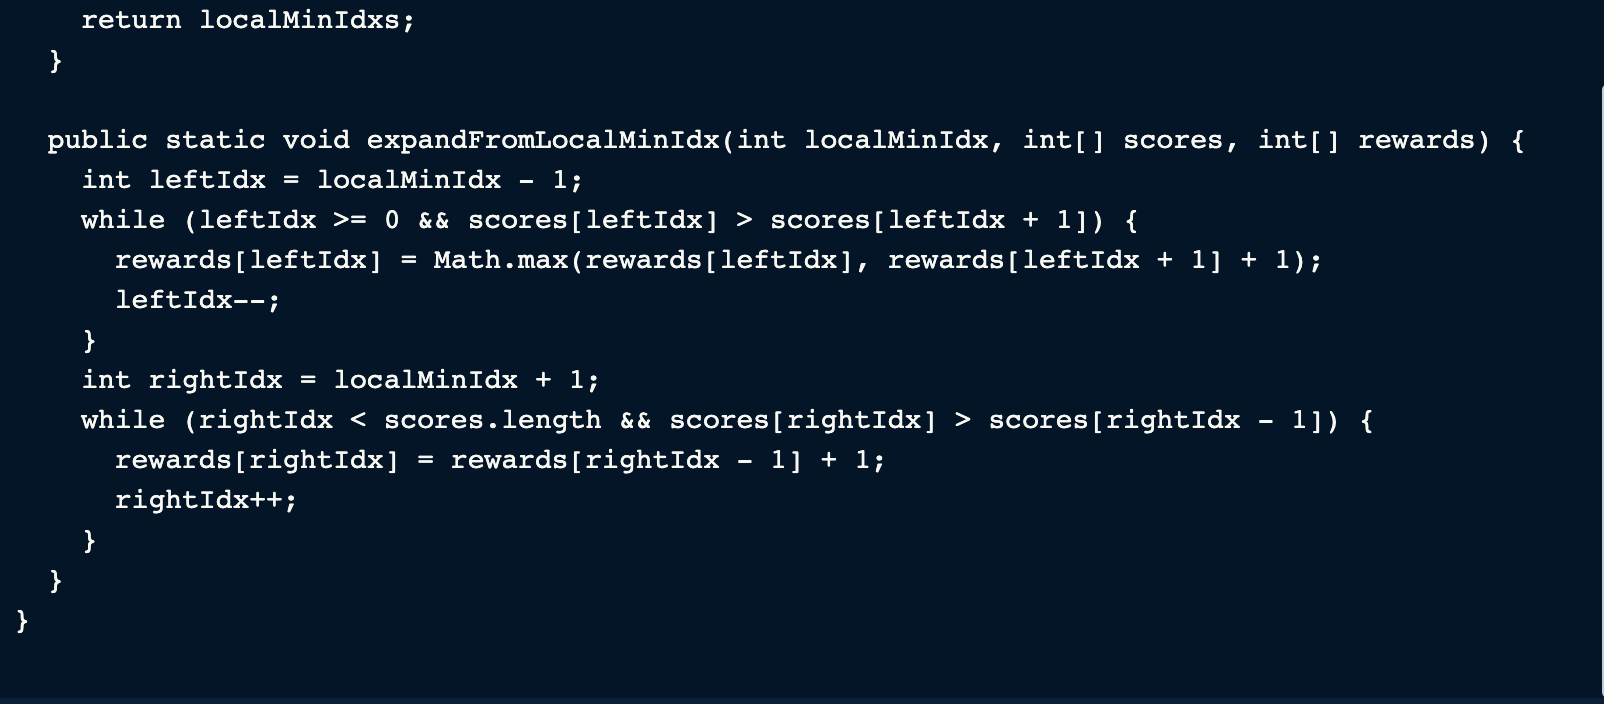 return localMinIdxs;
  }

  public static void expandFromLocalMinIdx(int localMinIdx, int[] scores, int[] rewards) {
    int leftIdx = localMinIdx - 1;
    while (leftIdx >= 0 && scores[leftIdx] > scores[leftIdx + 1]) {
      rewards[leftIdx] = Math.max(rewards[leftIdx], rewards[leftIdx + 1] + 1);
      leftIdx--;
    }
    int rightIdx = localMinIdx + 1;
    while (rightIdx < scores.length && scores[rightIdx] > scores[rightIdx - 1]) {
      rewards[rightIdx] = rewards[rightIdx - 1] + 1;
      rightIdx++;
    }
  }
}